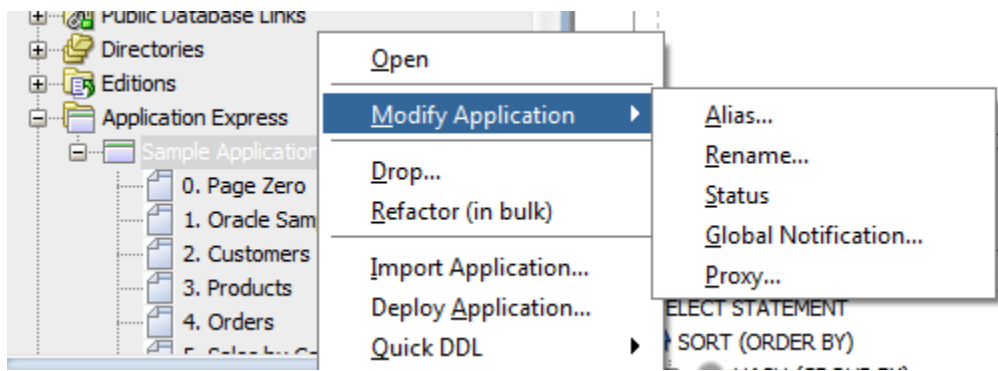 Public Database Links
Directories
Editions
Application Express
Sample Application
0. Page Zero
1. Oracle Sam
2. Customers
3. Products
4. Orders
Open
Modify Application
Drop...
Refactor (in bulk)
Import Application...
Deploy Application...
Quick DDL
Alias...
Rename...
Status
Global Notification...
Proxy...
ELECT STATEMENT
SORT (ORDER BY)